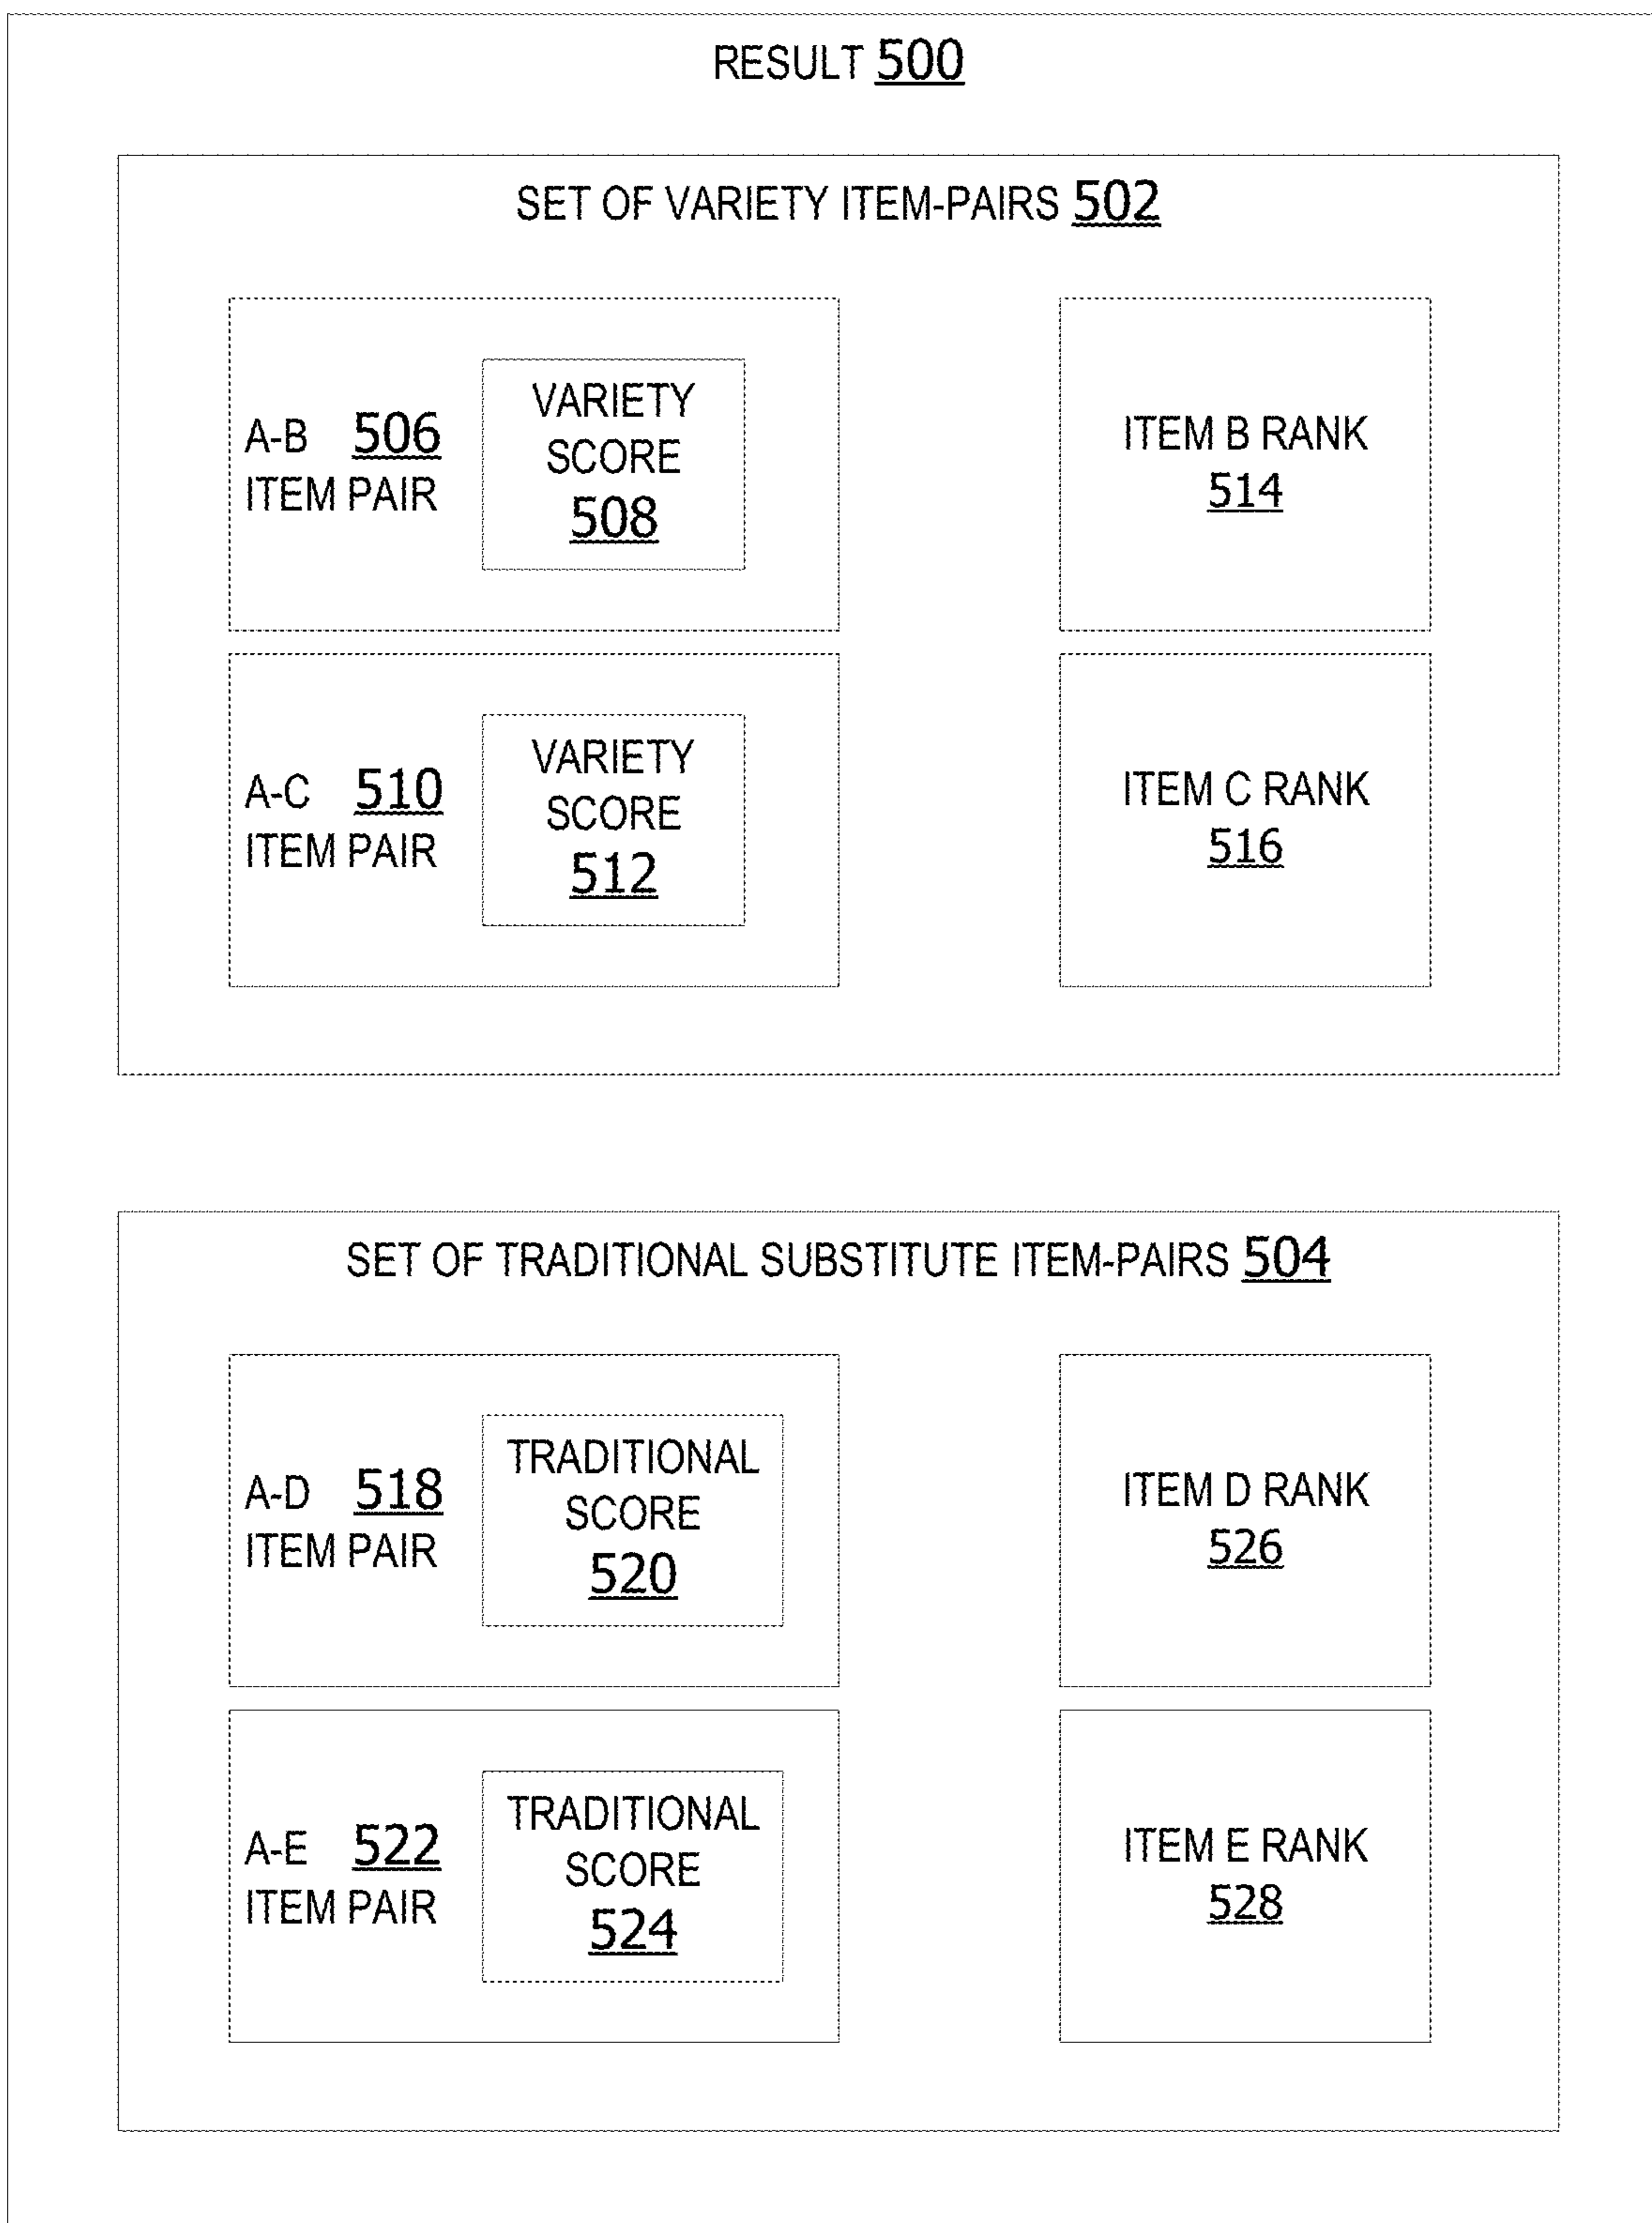 RESULT 500
SET OF VARIETY ITEM-PAIRS 502
A-B 506
ITEM PAIR
VARIETY
SCORE
508
ITEM B RANK
514
A-C 510
ITEM PAIR
VARIETY
SCORE
512
ITEM C RANK
516
SET OF TRADITIONAL SUBSTITUTE ITEM-PAIRS 504
A-D 518
ITEM PAIR
TRADITIONAL
SCORE
520
ITEM D RANK
526
A-E 522
ITEM PAIR
TRADITIONAL
SCORE
524
ITEM E RANK
528